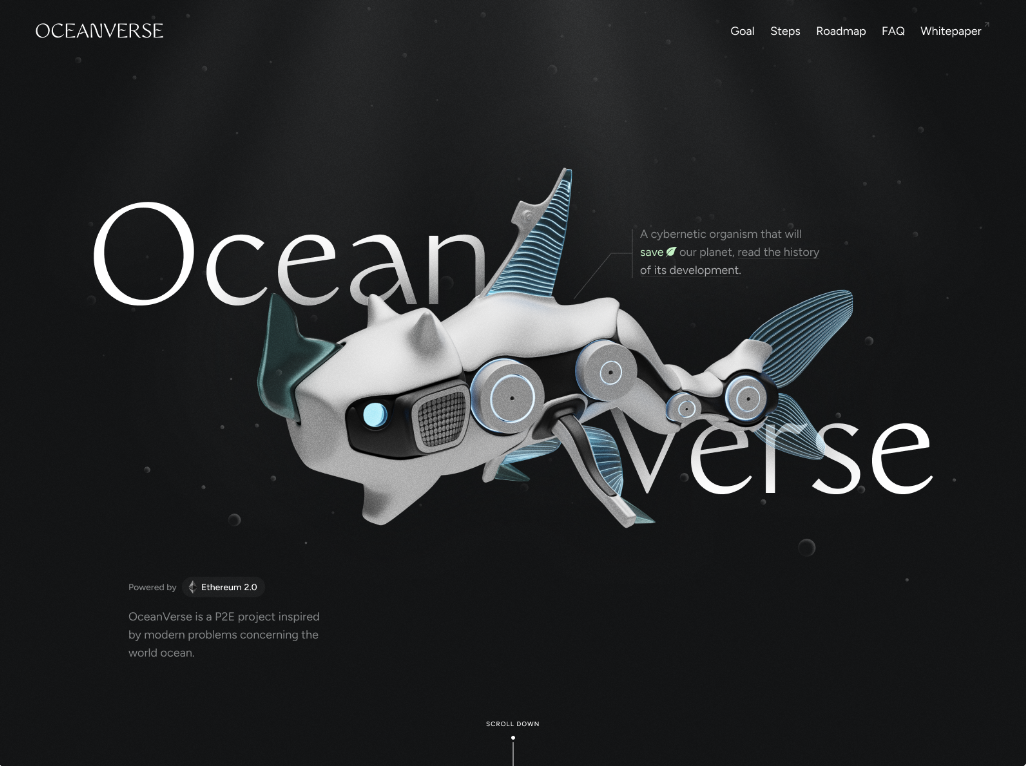 OCEANVERSE
Goal Steps Roadmap FAQ Whitepaper
Ocean
A cybernetic organism that will
save our planet, read the history
of its development.
verse
Powered by Ethereum 2.0
OceanVerse is a P2E project inspired
by modern problems concerning the
world ocean.
SCROLL DOWN